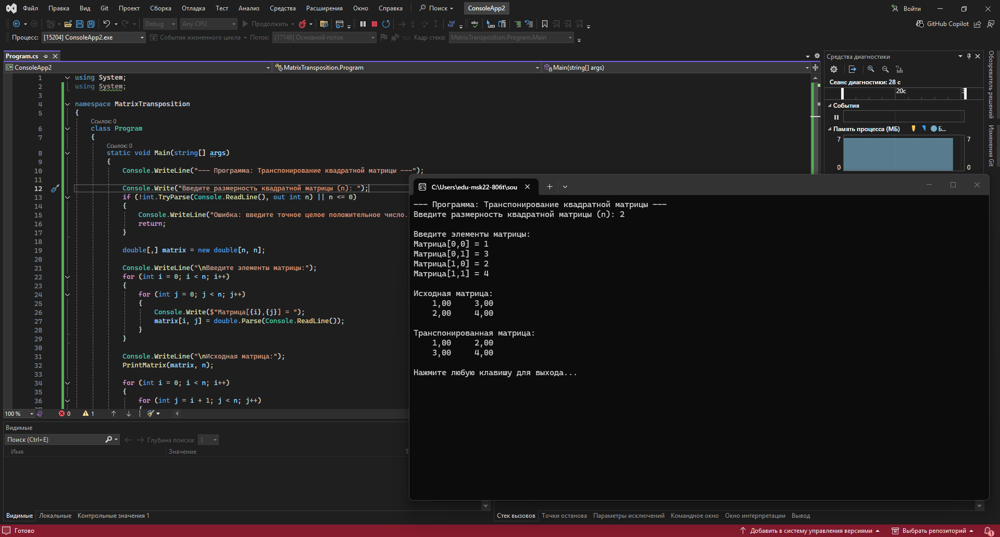 Файл Правка Вид Git Проект Сборка Отладка Тест Анализ Средства Расширения Окно Справка Поиск ConsoleApp2 Войти
Debug Any CPU Продолжить GitHub Copilot
Процесс: [15204] ConsoleApp2.exe События жизненного цикла Поток: [17148] Основной поток Кадр стека: MatrixTransposition.Program.Main
Program.cs
ConsoleApp2 MatrixTransposition.Program Main(string[] args)
1 using System;
2 using System;
3
4 namespace MatrixTransposition
5 {
Ссылок: 0
6 class Program
7 {
Ссылок: 0
8 static void Main(string[] args)
9 {
10 Console.WriteLine("--- Программа: Транспонирование квадратной матрицы ---");
11
12 Console.Write("Введите размерность квадратной матрицы (n): ");
13 if (!int.TryParse(Console.ReadLine(), out int n) || n <= 0)
14 {
15 Console.WriteLine("Ошибка: введите точное целое положительное число.
16 return;
17 }
18
19 double[,] matrix = new double[n, n];
20
21 Console.WriteLine("\nВведите элементы матрицы:");
22 for (int i = 0; i < n; i++)
23 {
24 for (int j = 0; j < n; j++)
25 {
26 Console.Write($"Матрица[{i},{j}] = ");
27 matrix[i, j] = double.Parse(Console.ReadLine());
28 }
29 }
30
31 Console.WriteLine("\nИсходная матрица:");
32 PrintMatrix(matrix, n);
33
34 for (int i = 0; i < n; i++)
35 {
36 for (int j = i + 1; j < n; j++)
{
100 % 0 1
Видимые
Поиск (Ctrl+E) Глубина поиска: 3
Имя Значение Т
Видимые Локальные Контрольные значения 1
C:\Users\edu-msk22-806t\sou
--- Программа: Транспонирование квадратной матрицы ---
Введите размерность квадратной матрицы (n): 2
Введите элементы матрицы:
Матрица[0,0] = 1
Матрица[0,1] = 3
Матрица[1,0] = 2
Матрица[1,1] = 4
Исходная матрица:
1,00 3,00
2,00 4,00
Транспонированная матрица:
1,00 2,00
3,00 4,00
Нажмите любую клавишу для выхода...
Средства диагностики
Сеанс диагностики: 28 с
20с 3
События
Память процесса (МБ) Б...
7 7
0 0
Обозреватель решений
Изменения Git
Стек вызовов Точки останова Параметры исключений Командное окно Окно интерпретации Вывод
Готово Добавить в систему управления версиями Выбрать репозиторий 1